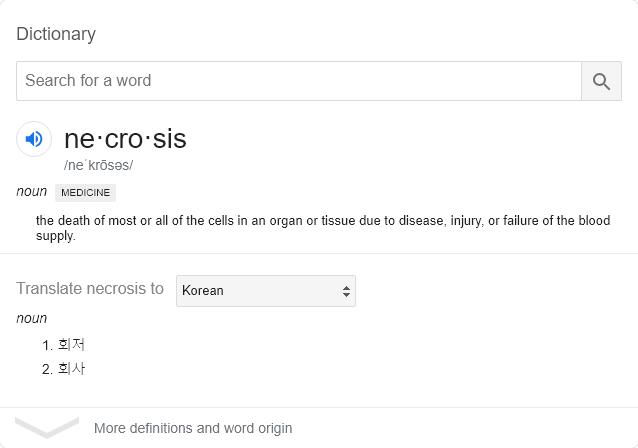 Dictionary
Search for a word
ne·cro·sis
/neˈkrōsəs/
noun MEDICINE
the death of most or all of the cells in an organ or tissue due to disease, injury, or failure of the blood
supply.
Translate necrosis to Korean
noun
1. 회저
2. 회사
More definitions and word origin